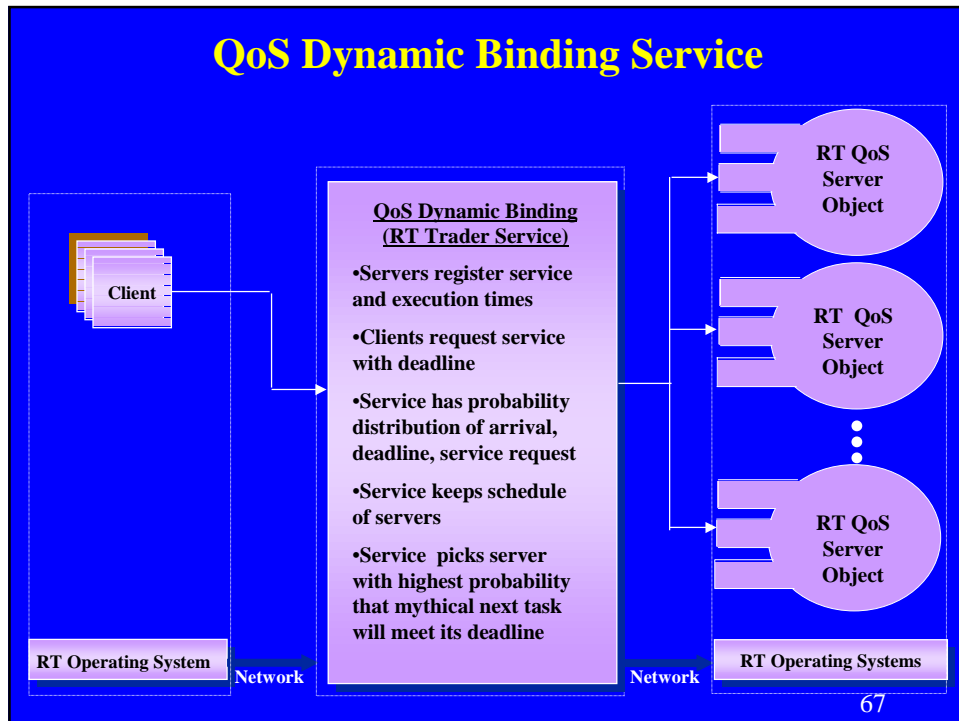 QoS Dynamic Binding Service
Client
QoS Dynamic Binding
(RT Trader Service)
•Servers register service
and execution times
•Clients request service
with deadline
•Service has probability
distribution of arrival,
deadline, service request
•Service keeps schedule
of servers
•Service picks server
with highest probability
that mythical next task
will meet its deadline
RT QoS
Server
Object
RT QoS
Server
Object
RT QoS
Server
Object
RT Operating System
Network
Network
RT Operating Systems
67